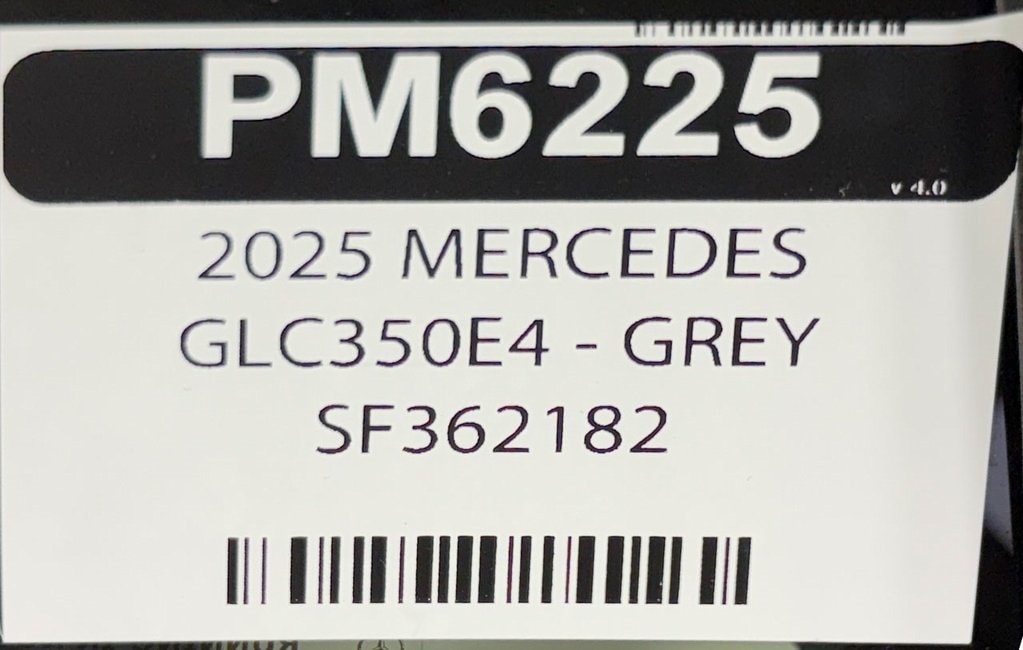 PM6225
v 4.0
2025 MERCEDES
GLC350E4 - GREY
SF362182